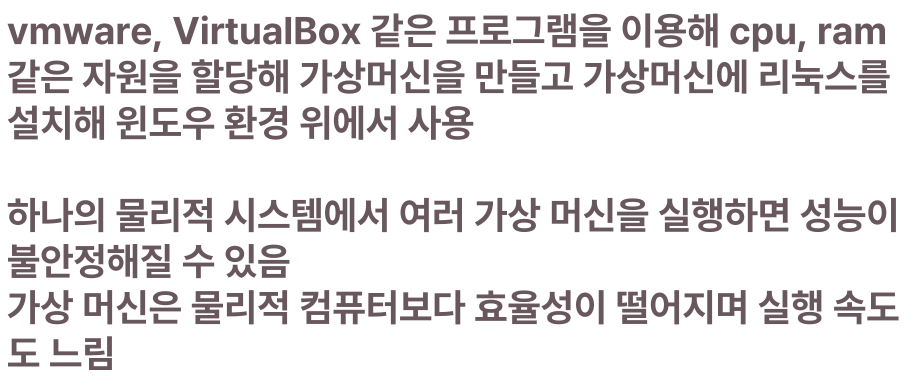 vmware, VirtualBox 같은 프로그램을 이용해 cpu, ram
같은 자원을 할당해 가상머신을 만들고 가상머신에 리눅스를
설치해 윈도우 환경 위에서 사용
하나의 물리적 시스템에서 여러 가상 머신을 실행하면 성능이
불안정해질 수 있음
가상 머신은 물리적 컴퓨터보다 효율성이 떨어지며 실행 속도
도 느림